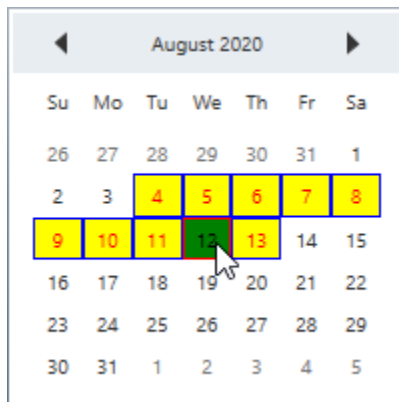 August 2020
Su Mo Tu We Th Fr Sa
26 27 28 29 30 31 1
2 3 4 5 6 7 8
9 10 11 12 13 14 15
16 17 18 19 20 21 22
23 24 25 26 27 28 29
30 31 1 2 3 4 5